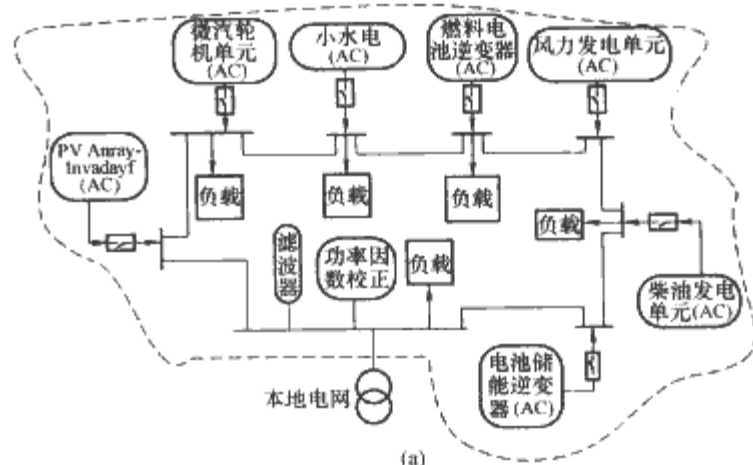 微汽轮
机单元
(AC)
小水电
(AC)
燃料电
池逆变器
(AC)
风力发电单元
(AC)
PV Anray-
Invadayf
(AC)
负载
负载
负载
负载
滤
波
器
功率因
数校正
负载
柴油发电
单元(AC)
电池储
能逆变
器(AC)
本地电网
(a)